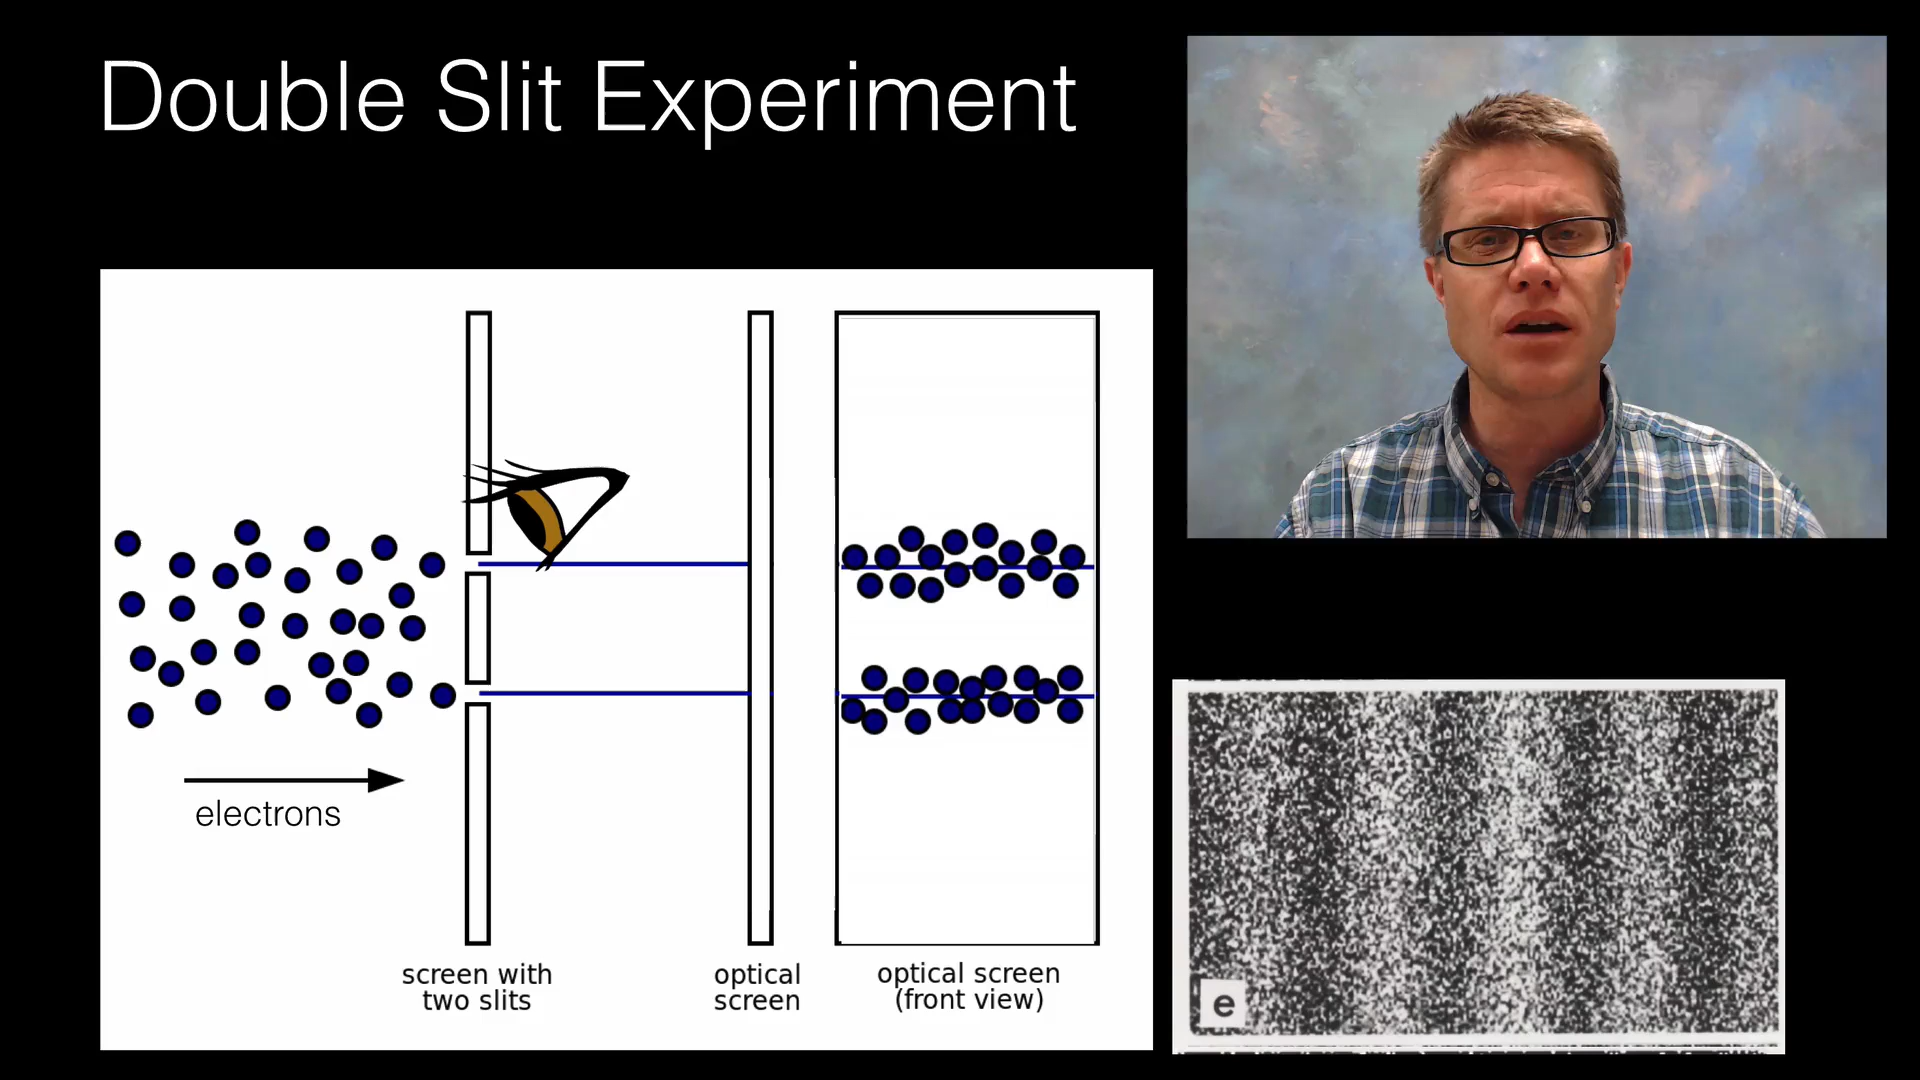 Double Slit Experiment
electrons
screen with
two slits
optical
screen
optical screen
(front view)
e